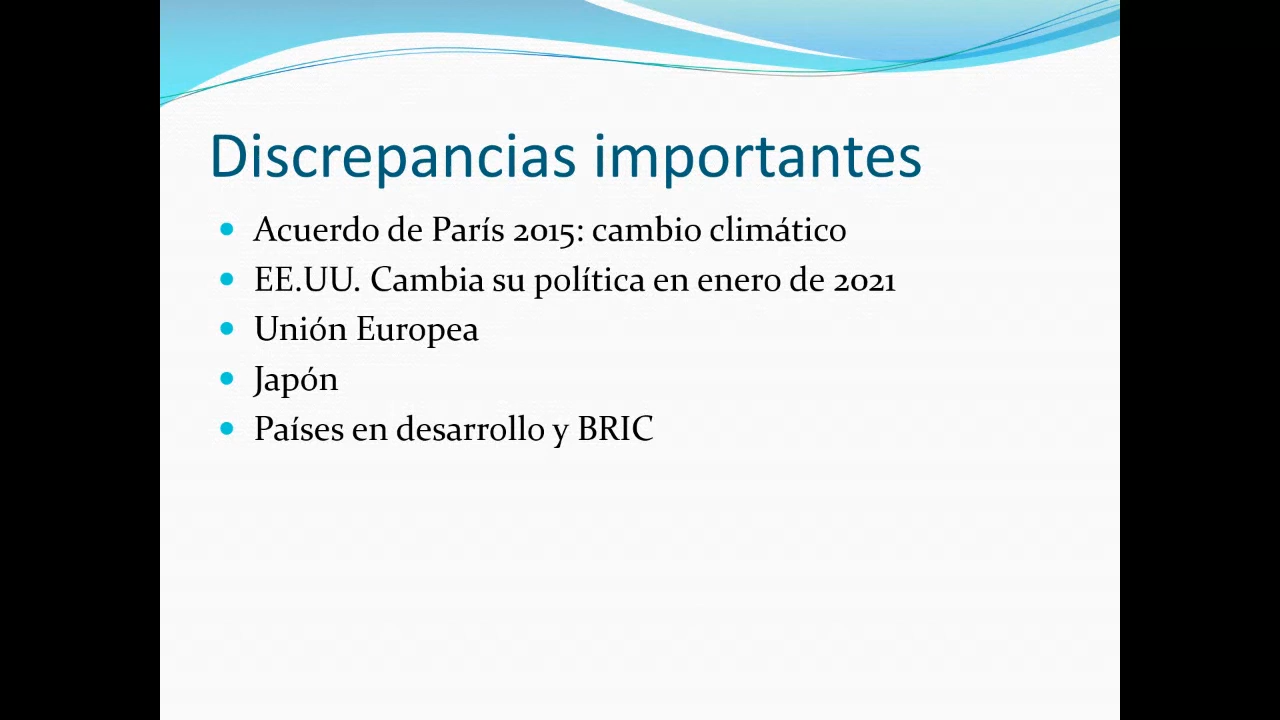 Discrepancias importantes
Acuerdo de París 2015: cambio climático
EE.UU. Cambia su política en enero de 2021
Unión Europea
Japón
Países en desarrollo y BRIC